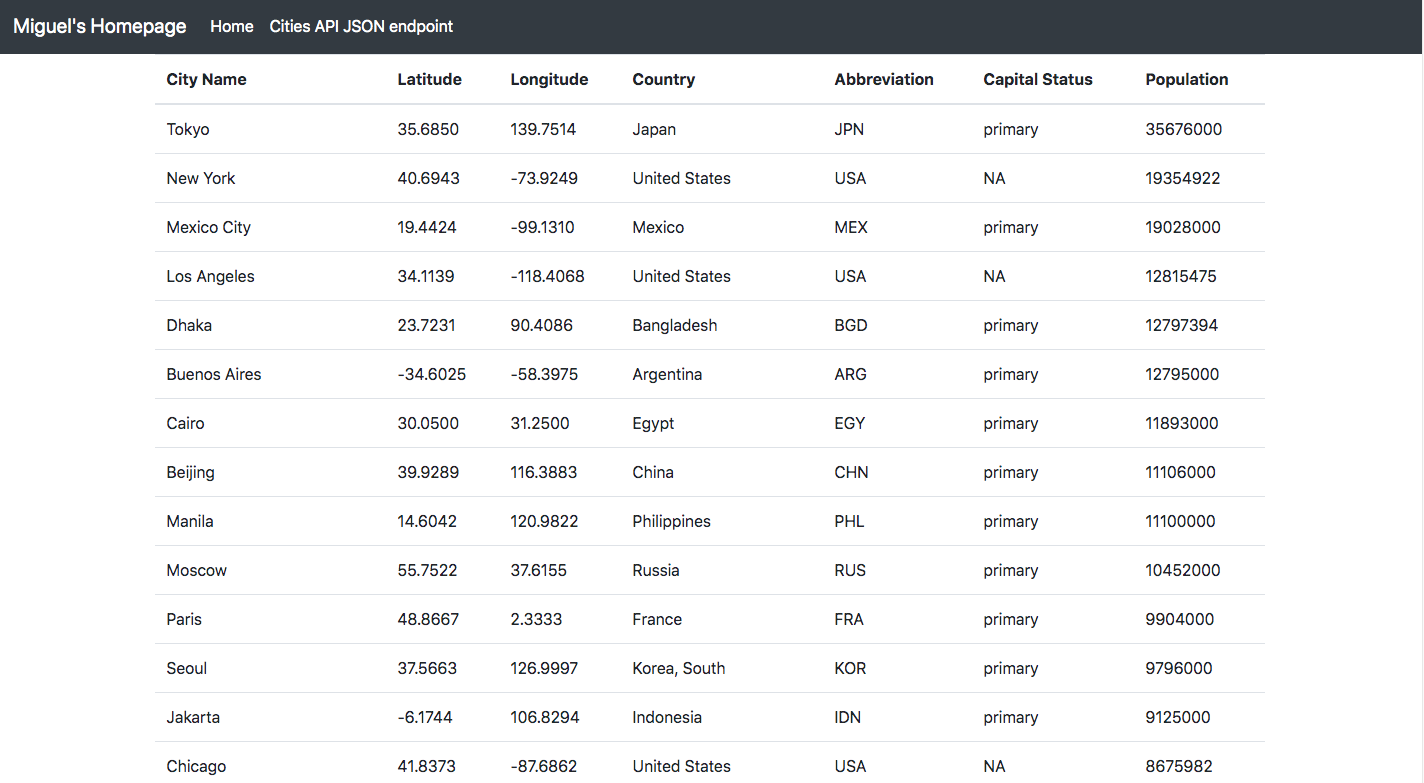 Miguel's Homepage Home Cities API JSON endpoint
City Name Latitude Longitude Country Abbreviation Capital Status Population
Tokyo 35.6850 139.7514 Japan JPN primary 35676000
New York 40.6943 -73.9249 United States USA NA 19354922
Mexico City 19.4424 -99.1310 Mexico MEX primary 19028000
Los Angeles 34.1139 -118.4068 United States USA NA 12815475
Dhaka 23.7231 90.4086 Bangladesh BGD primary 12797394
Buenos Aires -34.6025 -58.3975 Argentina ARG primary 12795000
Cairo 30.0500 31.2500 Egypt EGY primary 11893000
Beijing 39.9289 116.3883 China CHN primary 11106000
Manila 14.6042 120.9822 Philippines PHL primary 11100000
Moscow 55.7522 37.6155 Russia RUS primary 10452000
Paris 48.8667 2.3333 France FRA primary 9904000
Seoul 37.5663 126.9997 Korea, South KOR primary 9796000
Jakarta -6.1744 106.8294 Indonesia IDN primary 9125000
Chicago 41.8373 -87.6862 United States USA NA 8675982